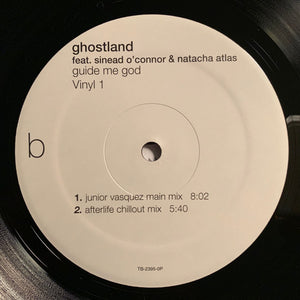 ghostland
feat. sinead o'connor & natacha atlas
guide me god
Vinyl 1
b
1. junior vasquez main mix 8:02
2. afterlife chillout mix 5:40
TB-2395-0P